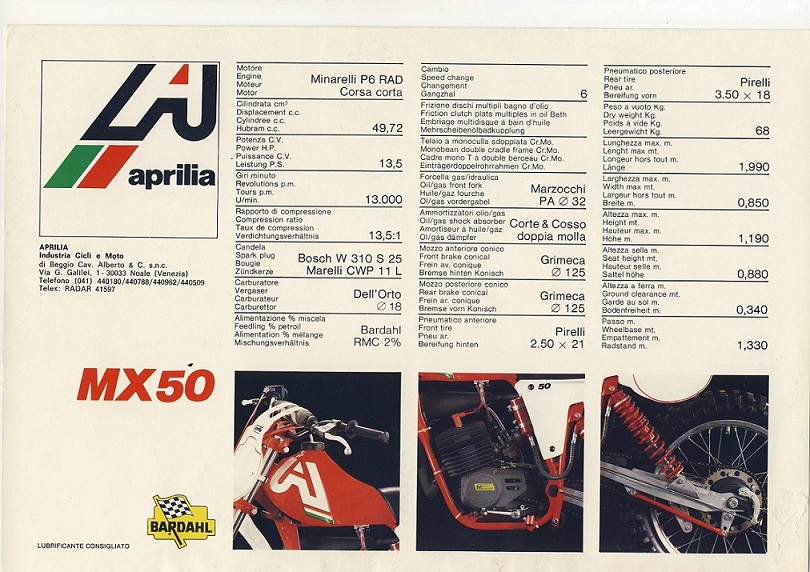 aprilia
APRILIA
Industria Cicli e Moto
di Beggio Cav. Alberto & C. s.n.c.
Via G. Galilei, 1 - 30033 Noale (Venezia)
Telefono (041) 440180/440788/440962/440509
Telex: RADAR 41597
MX50
BARDAHL
LUBRIFICANTE CONSIGLIATO
Motore
Engine
Moteur
Motor
Minarelli P6 RAD
Corsa corta
Cilindrata cm³
Displacement c.c.
Cylindree c.c.
Hubram c.c.
49,72
Potenza C.V.
Power H.P.
Puissance C.V.
Leistung P.S.
13,5
Giri minuto
Revolutions p.m.
Tours p.m.
U/min.
13.000
Rapporto di compressione
Compression ratio
Taux de compression
Verdichtungsverhältnis
13,5:1
Candela
Spark plug
Bougie
Zündkerze
Bosch W 310 S 25
Marelli CWP 11 L
Carburatore
Vergaser
Carburateur
Carburettor
Dell'Orto
∅ 18
Alimentazione % miscela
Feedling % petroil
Alimentation % mélange
Mischungsverhältnis
Bardahl
RMC 2%
Cambio
Speed change
Changement
Gangzhal
6
Frizione dischi multipli bagno d'olio
Friction clutch plats multiples in oil Bath
Embriage multidisque à bain d'huile
Mehrscheibenölbadkupplung
Telaio a monoculla sdoppiata Cr.Mo.
Monobean double cradle frame Cr.Mo.
Cadre mono T à double berceau Cr.Mo.
Einträgerdoppelrohrrahmen Cr.Mo.
Forcella gas/idraulica
Oil/gas front fork
Huile/gaz fourche
Öl/gas vordergabel
Marzocchi
PA ∅ 32
Ammortizzatori olio/gas
Oil/gas shock absorber
Amortiseur à huile/gaz
Öl/gas dämpfer
Corte & Cosso
doppia molla
Mozzo anteriore conico
Front brake conical
Frein av. conique
Bremse hinten Konisch
Grimeca
∅ 125
Mozzo posteriore conico
Rear brake conical
Frein ar. conique
Bremse vorn Konisch
Grimeca
∅ 125
Pneumatico anteriore
Front tire
Pneu av.
Bereifung hinten
Pirelli
2.50 × 21
Pneumatico posteriore
Rear tire
Pneu ar.
Bereifung vorn
Pirelli
3.50 × 18
Peso a vuoto Kg.
Dry weight Kg.
Poids à vide Kg.
Leergewicht Kg.
68
Lunghezza max. m.
Lenght max mt.
Longeur hors tout m.
Länge
1,990
Larghezza max. m.
Width max mt.
Largeur hors tout m.
Breite m.
0,850
Altezza max. m.
Height mt.
Hauteur max. m.
Höhe m.
1,190
Altezza sella m.
Seat height mt.
Hauteur selle m.
Sattel höhe
0,880
Altezza a terra m.
Ground clearance mt.
Garde au sol m.
Bodenfreiheit m.
0,340
Passo m.
Wheelbase mt.
Empattement m.
Radstand m.
1,330
50